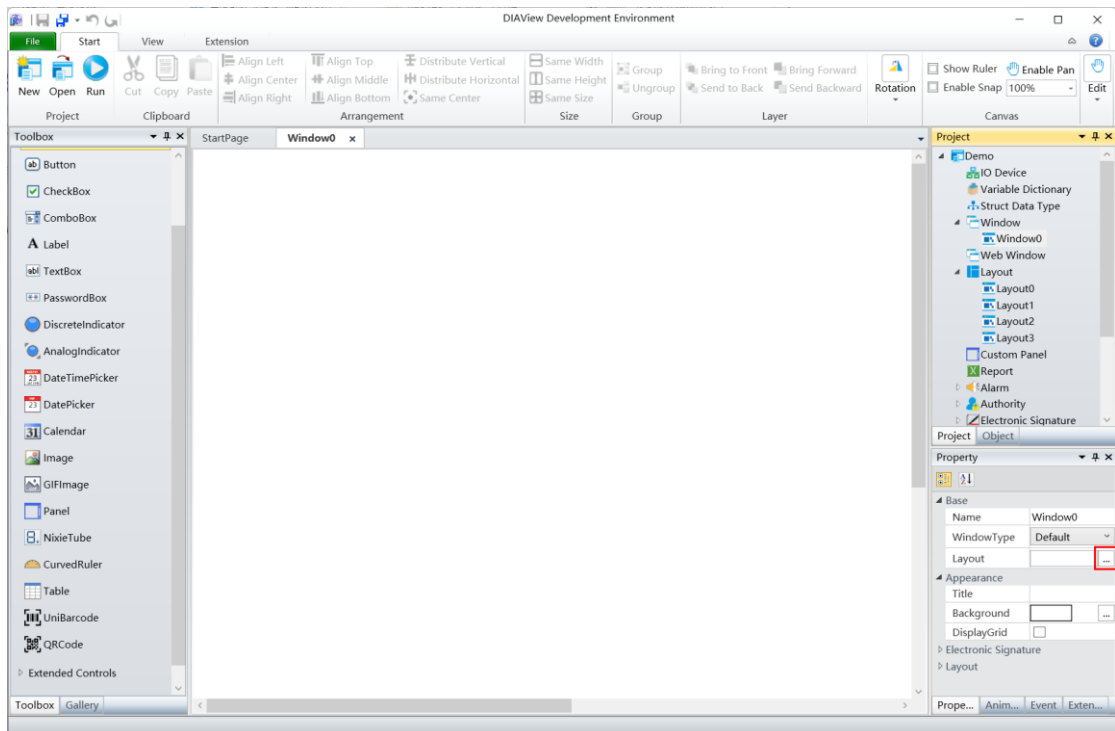 DIAView Development Environment
File Start View Extension
New Open Run
Project
Cut Copy Paste
Clipboard
Align Left Align Top Distribute Vertical
Align Center Align Middle Distribute Horizontal
Align Right Align Bottom Same Center
Arrangement
Same Width
Same Height
Same Size
Size
Group
Ungroup
Group
Bring to Front Bring Forward
Send to Back Send Backward
Layer
Rotation
Show Ruler Enable Pan
Enable Snap 100%
Canvas
Edit
Toolbox
Button
CheckBox
ComboBox
A Label
abl TextBox
PasswordBox
DiscreteIndicator
AnalogIndicator
23 DateTimePicker
23 DatePicker
31 Calendar
Image
GIFImage
Panel
NixieTube
CurvedRuler
Table
UniBarcode
QRCode
Extended Controls
Toolbox Gallery
StartPage Window0 x
Project
Demo
IO Device
Variable Dictionary
Struct Data Type
Window
Window0
Web Window
Layout
Layout0
Layout1
Layout2
Layout3
Custom Panel
Report
Alarm
Authority
Electronic Signature
Project Object
Property
Base
Name Window0
WindowType Default
Layout ...
Appearance
Title
Background ...
DisplayGrid
Electronic Signature
Layout
Prope... Anim... Event Exten...